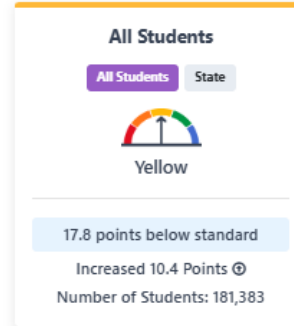 All Students
All Students State
Yellow
17.8 points below standard
Increased 10.4 Points
Number of Students: 181,383